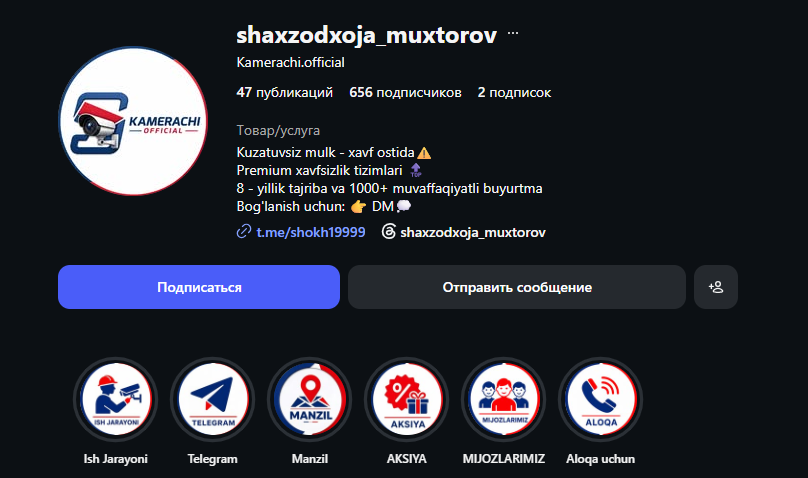 shaxzodxoja_muxtorov ...
Kamerachi.official
47 публикаций 656 подписчиков 2 подписок
KAMERACHI
OFFICIAL
Товар/услуга
Kuzatuvsiz mulk - xavf ostida⚠️
Premium xavfsizlik tizimlari 🔝
8 - yillik tajriba va 1000+ muvaffaqiyatli buyurtma
Bog'lanish uchun: 👉 DM💭
t.me/shokh19999 shaxzodxoja_muxtorov
Подписаться Отправить сообщение
ISH JARAYONI TELEGRAM MANZIL AKSIYA MIJOZLARIMIZ ALOQA
Ish Jarayoni Telegram Manzil AKSIYA MIJOZLARIMIZ Aloqa uchun